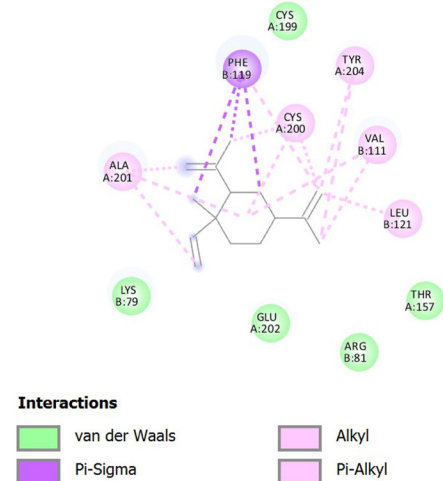 CYS
A:199
PHE
B:119
TYR
A:204
CYS
A:200
VAL
B:111
ALA
A:201
LEU
B:121
LYS
B:79
GLU
A:202
THR
A:157
ARG
B:81
Interactions
van der Waals
Alkyl
Pi-Sigma
Pi-Alkyl